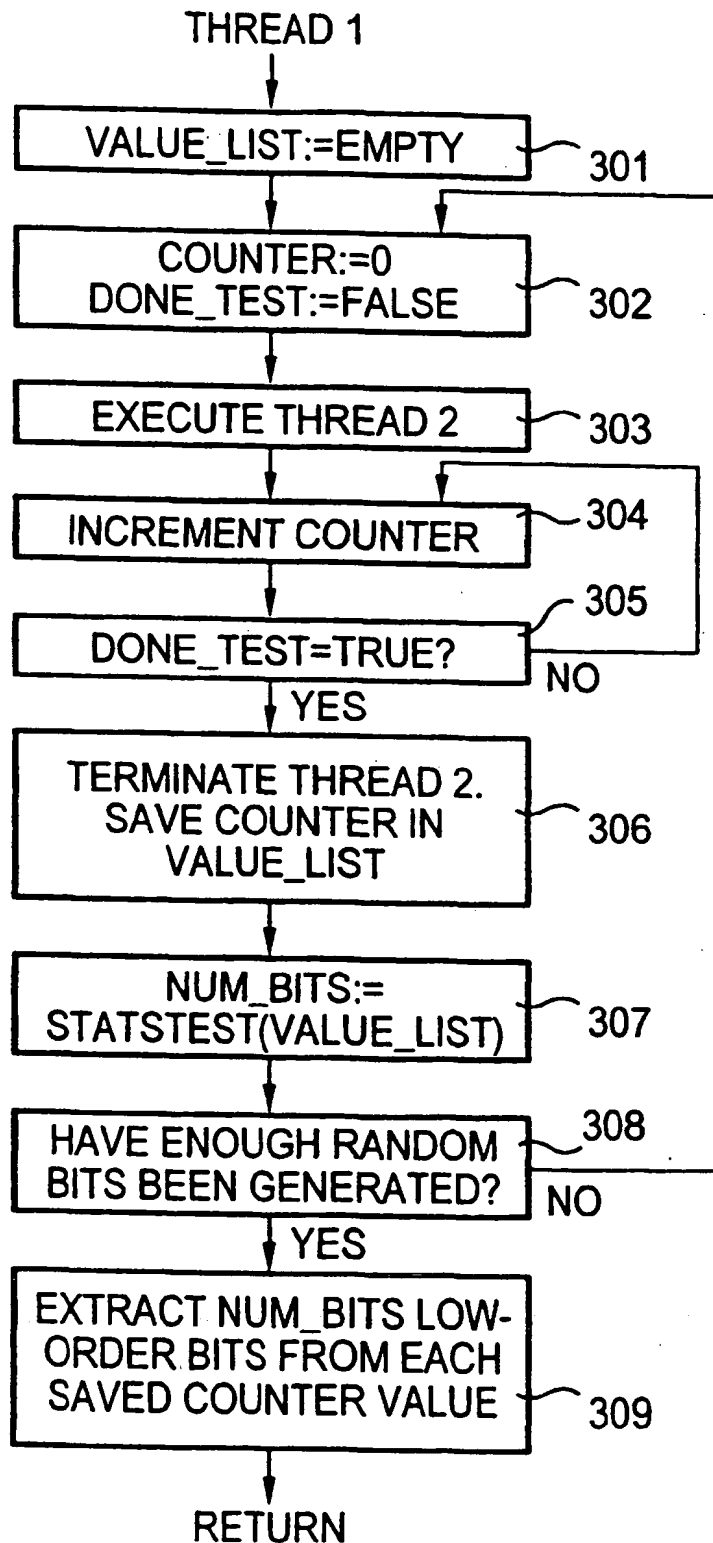 THREAD 1
VALUE_LIST:=EMPTY
301
COUNTER:=0
DONE_TEST:=FALSE
302
EXECUTE THREAD 2
303
INCREMENT COUNTER
304
DONE_TEST=TRUE?
305
NO
YES
TERMINATE THREAD 2.
SAVE COUNTER IN
VALUE_LIST
306
NUM_BITS:=
STATSTEST(VALUE_LIST)
307
HAVE ENOUGH RANDOM
BITS BEEN GENERATED?
308
NO
YES
EXTRACT NUM_BITS LOW-
ORDER BITS FROM EACH
SAVED COUNTER VALUE
309
RETURN